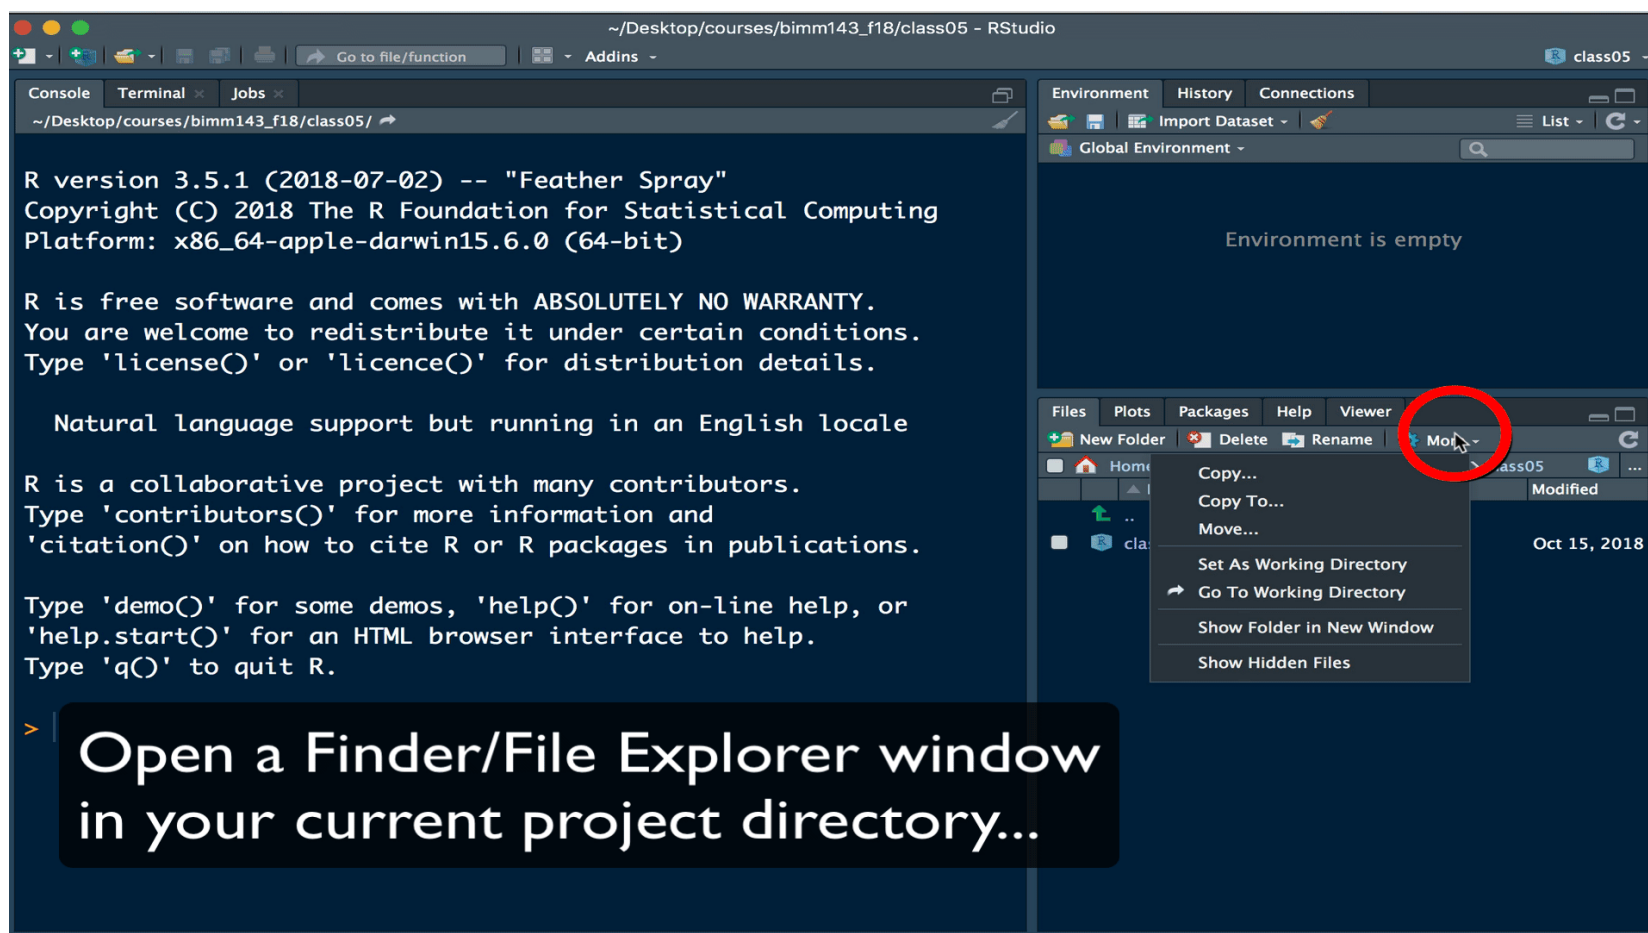 ~/Desktop/courses/bimm143_f18/class05 - RStudio
Go to file/function
Addins
class05
Console Terminal Jobs
~/Desktop/courses/bimm143_f18/class05/
R version 3.5.1 (2018-07-02) -- "Feather Spray"
Copyright (C) 2018 The R Foundation for Statistical Computing
Platform: x86_64-apple-darwin15.6.0 (64-bit)
R is free software and comes with ABSOLUTELY NO WARRANTY.
You are welcome to redistribute it under certain conditions.
Type 'license()' or 'licence()' for distribution details.
Natural language support but running in an English locale
R is a collaborative project with many contributors.
Type 'contributors()' for more information and
'citation()' on how to cite R or R packages in publications.
Type 'demo()' for some demos, 'help()' for on-line help, or
'help.start()' for an HTML browser interface to help.
Type 'q()' to quit R.
>
Open a Finder/File Explorer window
in your current project directory...
Environment History Connections
Import Dataset List
Global Environment
Environment is empty
Files Plots Packages Help Viewer
New Folder Delete Rename
Home
Modified
..
Oct 15, 2018
Copy...
Copy To...
Move...
Set As Working Directory
Go To Working Directory
Show Folder in New Window
Show Hidden Files